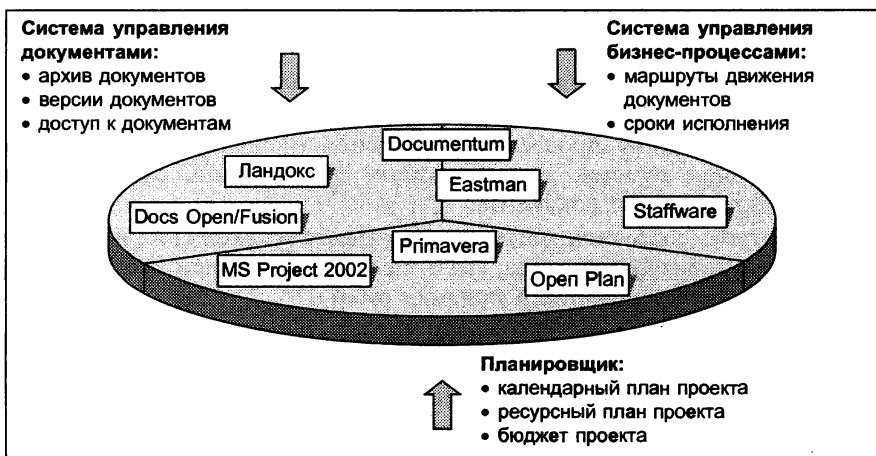 Система управления
документами:
• архив документов
• версии документов
• доступ к документам
Система управления
бизнес-процессами:
• маршруты движения
документов
• сроки исполнения
Documentum
Ландокс
Eastman
Docs Open/Fusion
Staffware
Primavera
MS Project 2002
Open Plan
Планировщик:
• календарный план проекта
• ресурсный план проекта
• бюджет проекта